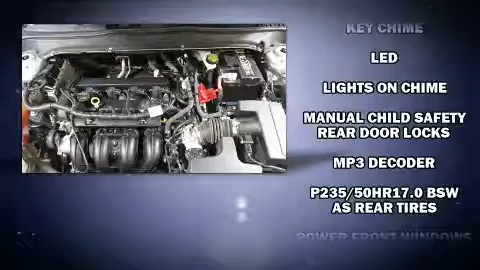 KEY CHIME
LED
LIGHTS ON CHIME
MANUAL CHILD SAFETY
REAR DOOR LOCKS
MP3 DECODER
P235/50HR17.0 BSW
AS REAR TIRES
POWER FRONT WINDOWS